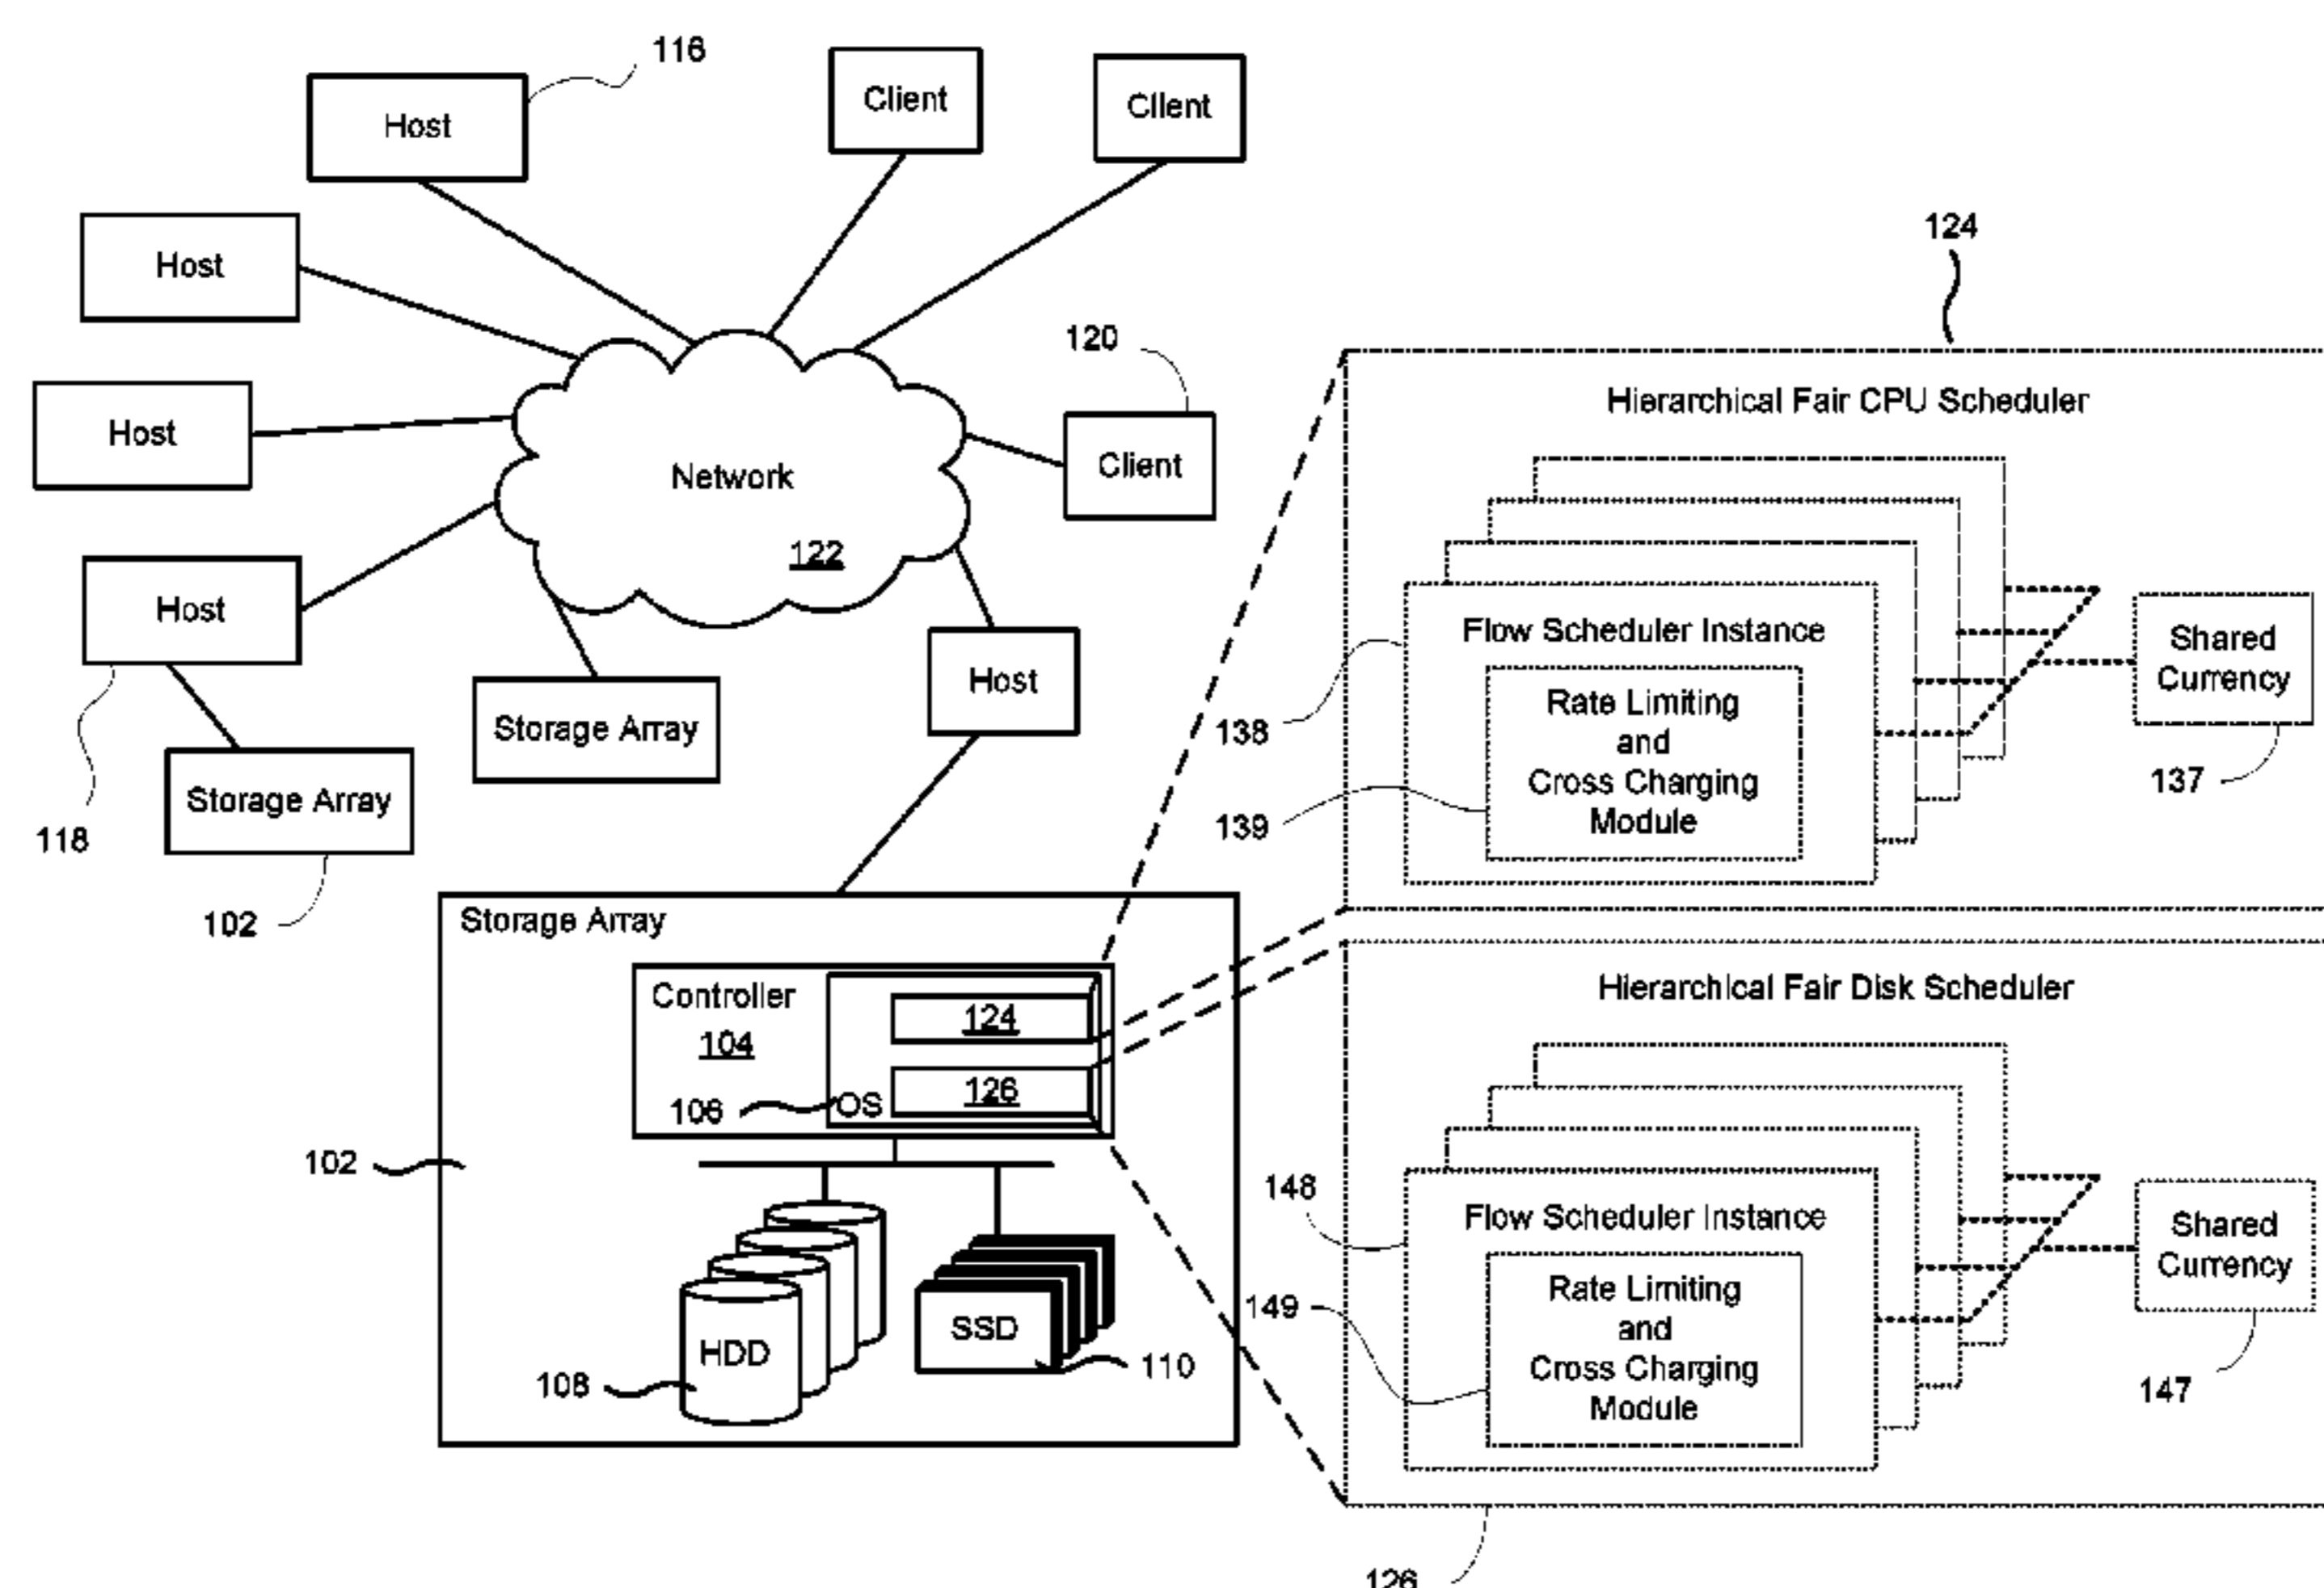 116
Host
Client
Client
Host
124
120
Hierarchical Fair CPU Scheduler
Host
Network
Client
122
Host
Flow Scheduler Instance
Shared
Currency
Host
Storage Array
138
Rate Limiting
and
Cross Charging
Module
137
Storage Array
139
118
102
Storage Array
Controller
104
124
Hierarchical Fair Disk Scheduler
106
OS
126
102
148
Flow Scheduler Instance
Shared
Currency
149
Rate Limiting
and
Cross Charging
Module
HDD
SSD
108
110
147
126